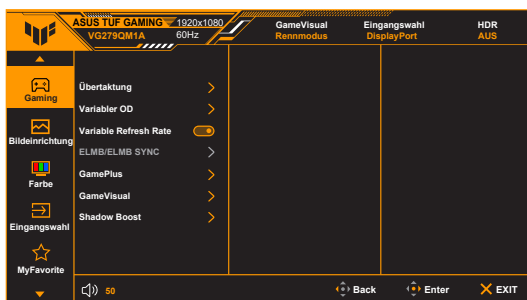 ASUS TUF GAMING 1920x1080 GameVisual Eingangswahl HDR
VG279QM1A 60Hz Rennmodus DisplayPort AUS
Gaming
Bildeinrichtung
Farbe
Eingangswahl
MyFavorite
Übertaktung
Variabler OD
Variable Refresh Rate
ELMB/ELMB SYNC
GamePlus
GameVisual
Shadow Boost
50 Back Enter EXIT